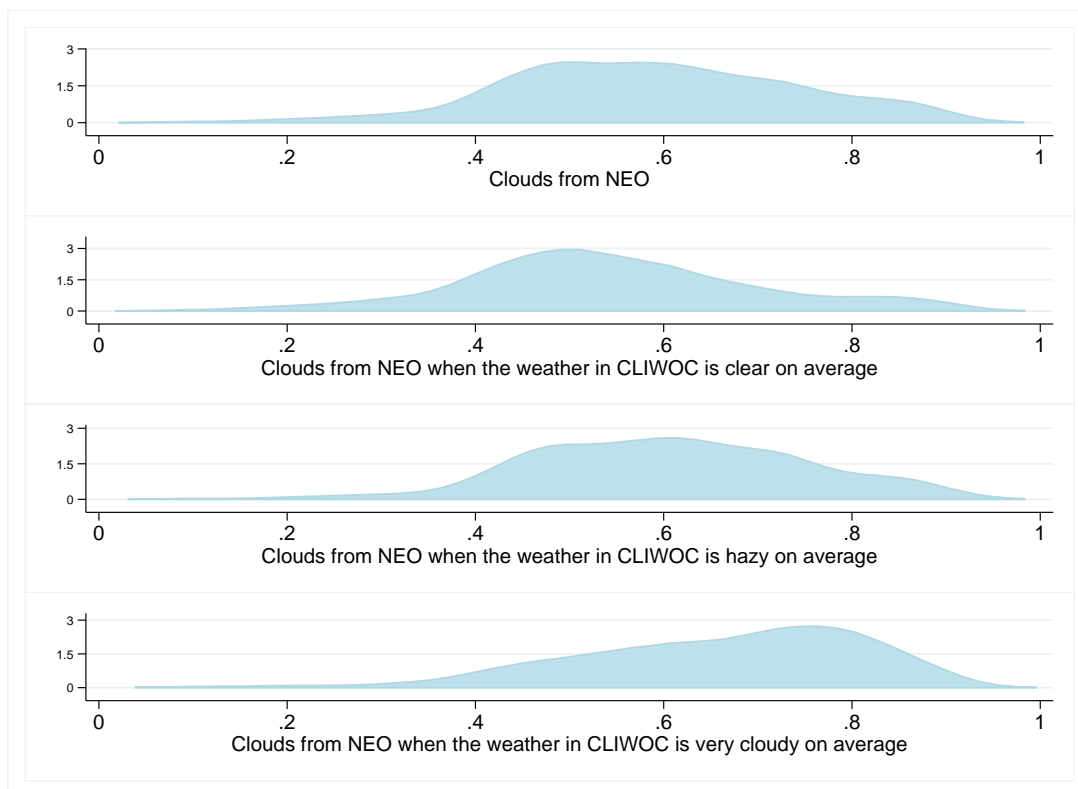 3
1.5
0
0 .2 .4 .6 .8 1
Clouds from NEO
3
1.5
0
0 .2 .4 .6 .8 1
Clouds from NEO when the weather in CLIWOC is clear on average
3
1.5
0
0 .2 .4 .6 .8 1
Clouds from NEO when the weather in CLIWOC is hazy on average
3
1.5
0
0 .2 .4 .6 .8 1
Clouds from NEO when the weather in CLIWOC is very cloudy on average